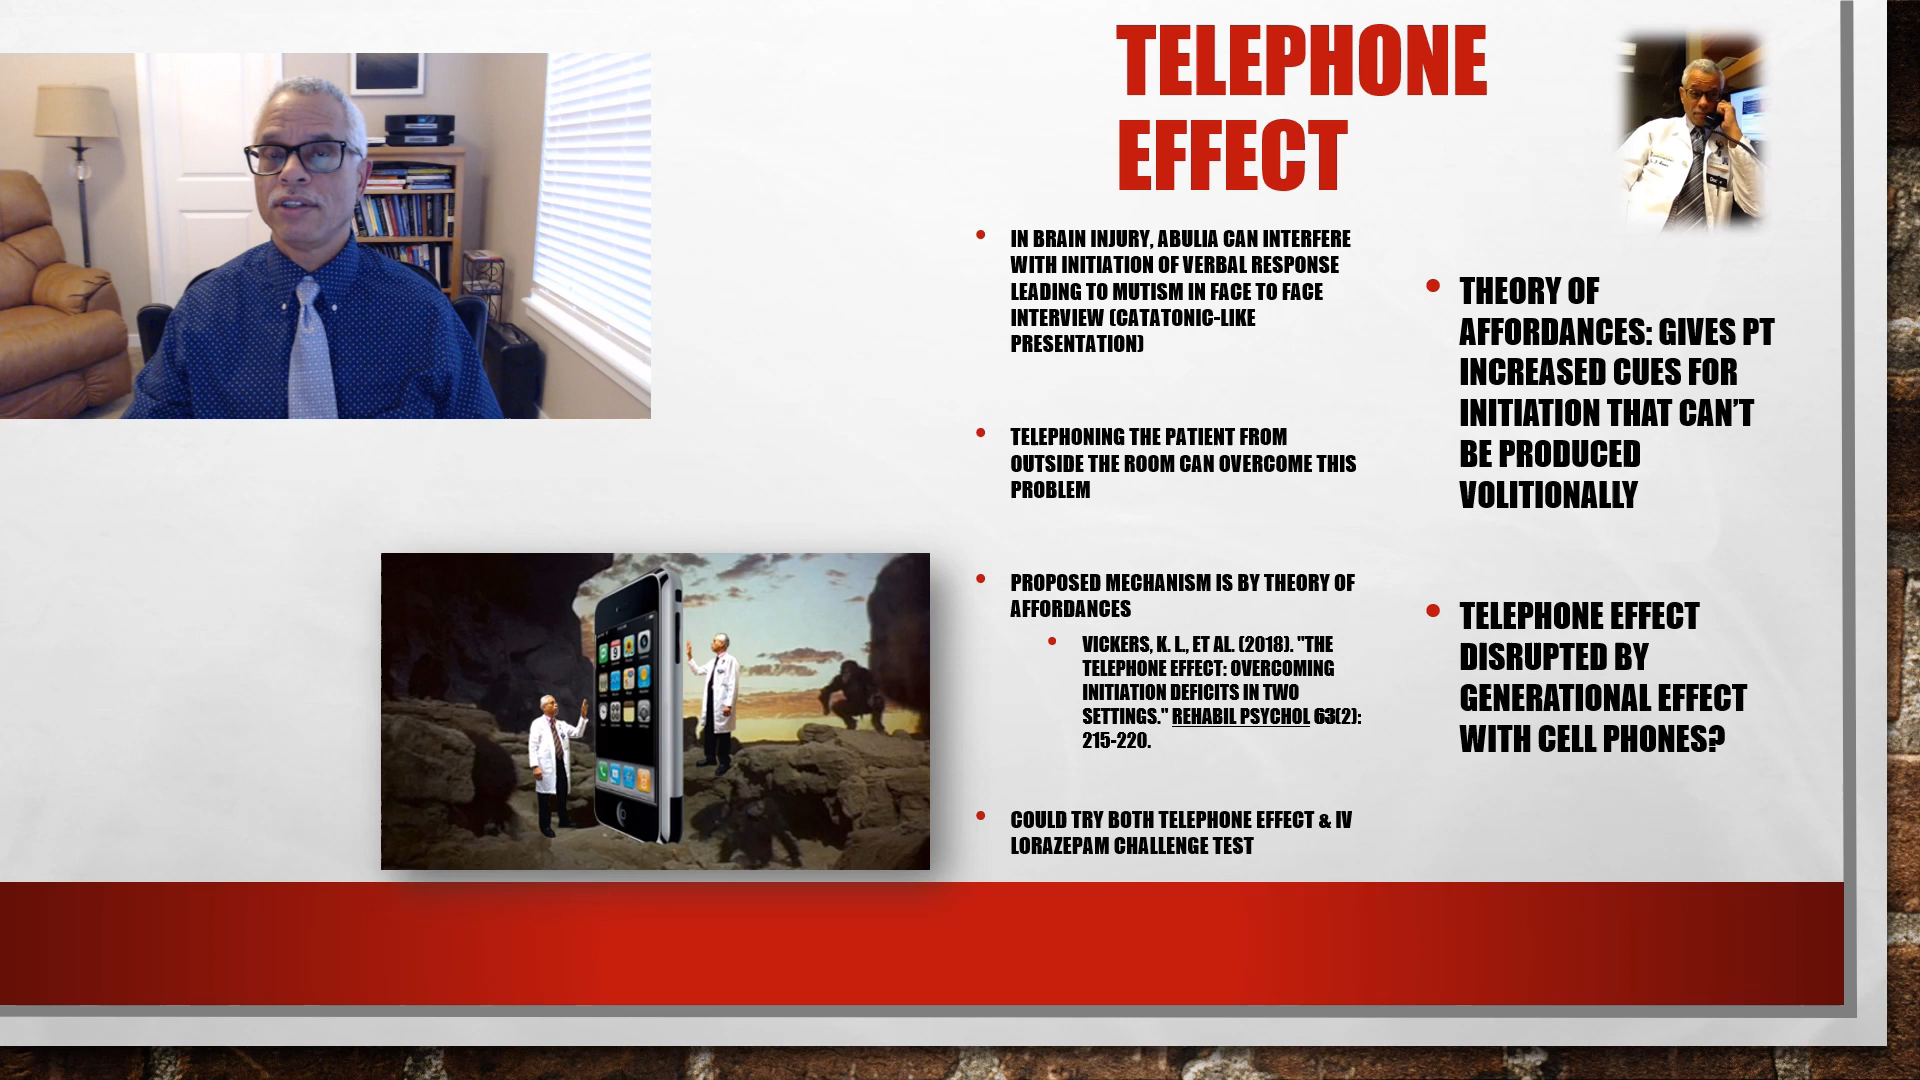 TELEPHONE
EFFECT
IN BRAIN INJURY, ABULIA CAN INTERFERE
WITH INITIATION OF VERBAL RESPONSE
LEADING TO MUTISM IN FACE TO FACE
INTERVIEW (CATATONIC-LIKE
PRESENTATION)
TELEPHONING THE PATIENT FROM
OUTSIDE THE ROOM CAN OVERCOME THIS
PROBLEM
PROPOSED MECHANISM IS BY THEORY OF
AFFORDANCES
VICKERS, K. L., ET AL. (2018). "THE
TELEPHONE EFFECT: OVERCOMING
INITIATION DEFICITS IN TWO
SETTINGS." REHABIL PSYCHOL 63(2):
215-220.
COULD TRY BOTH TELEPHONE EFFECT & IV
LORAZEPAM CHALLENGE TEST
THEORY OF
AFFORDANCES: GIVES PT
INCREASED CUES FOR
INITIATION THAT CAN’T
BE PRODUCED
VOLITIONALLY
TELEPHONE EFFECT
DISRUPTED BY
GENERATIONAL EFFECT
WITH CELL PHONES?